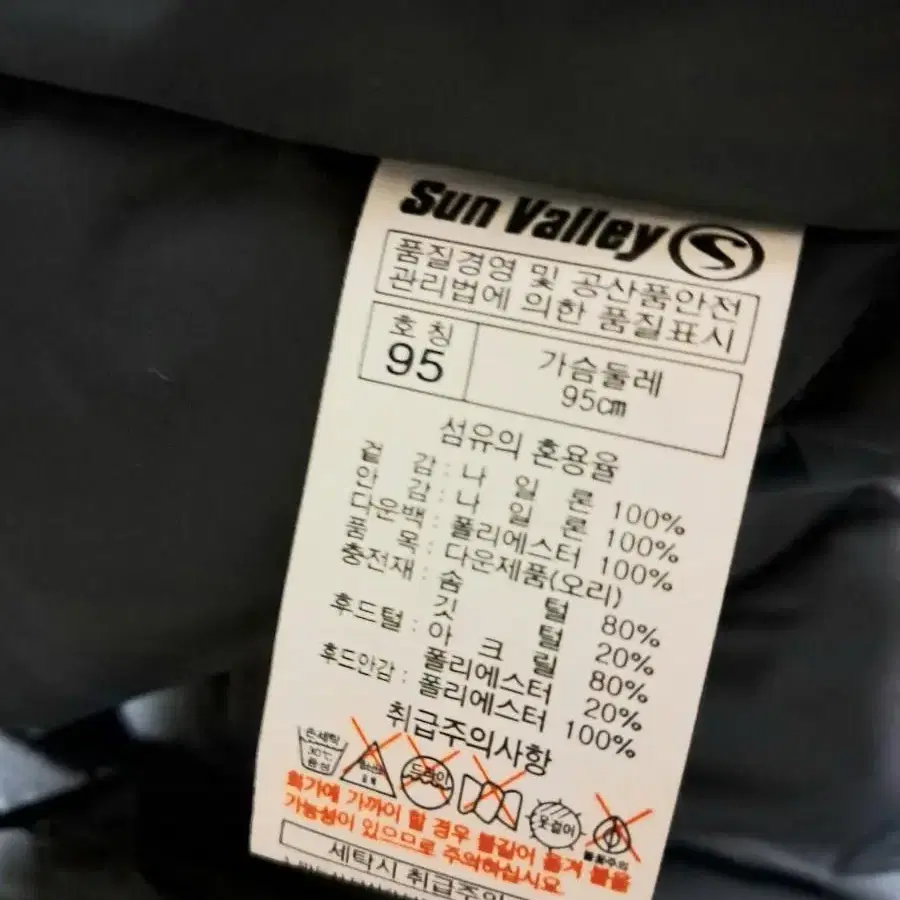 Sun Valley S
품질경영 및 공산품안전
관리법에 의한 품질표시
호칭 가슴둘레
95 95cm
섬유의 혼용율
겉 감 : 나 일 론 100%
안 감 : 나 일 론 100%
다운백 : 폴리에스터 100%
품 목 : 다운제품(오리)
충전재 : 솜 털 80%
깃 털 20%
후드털 : 아 크 릴 80%
폴리에스터 20%
후드안감 : 폴리에스터 100%
취급주의사항
손세탁
30℃
중성
드라이
옷걸이
불꽃주의
화기에 가까이 할 경우 불길이 옮겨 붙을
가능성이 있으므로 주의하십시요.
세탁시 취급주의